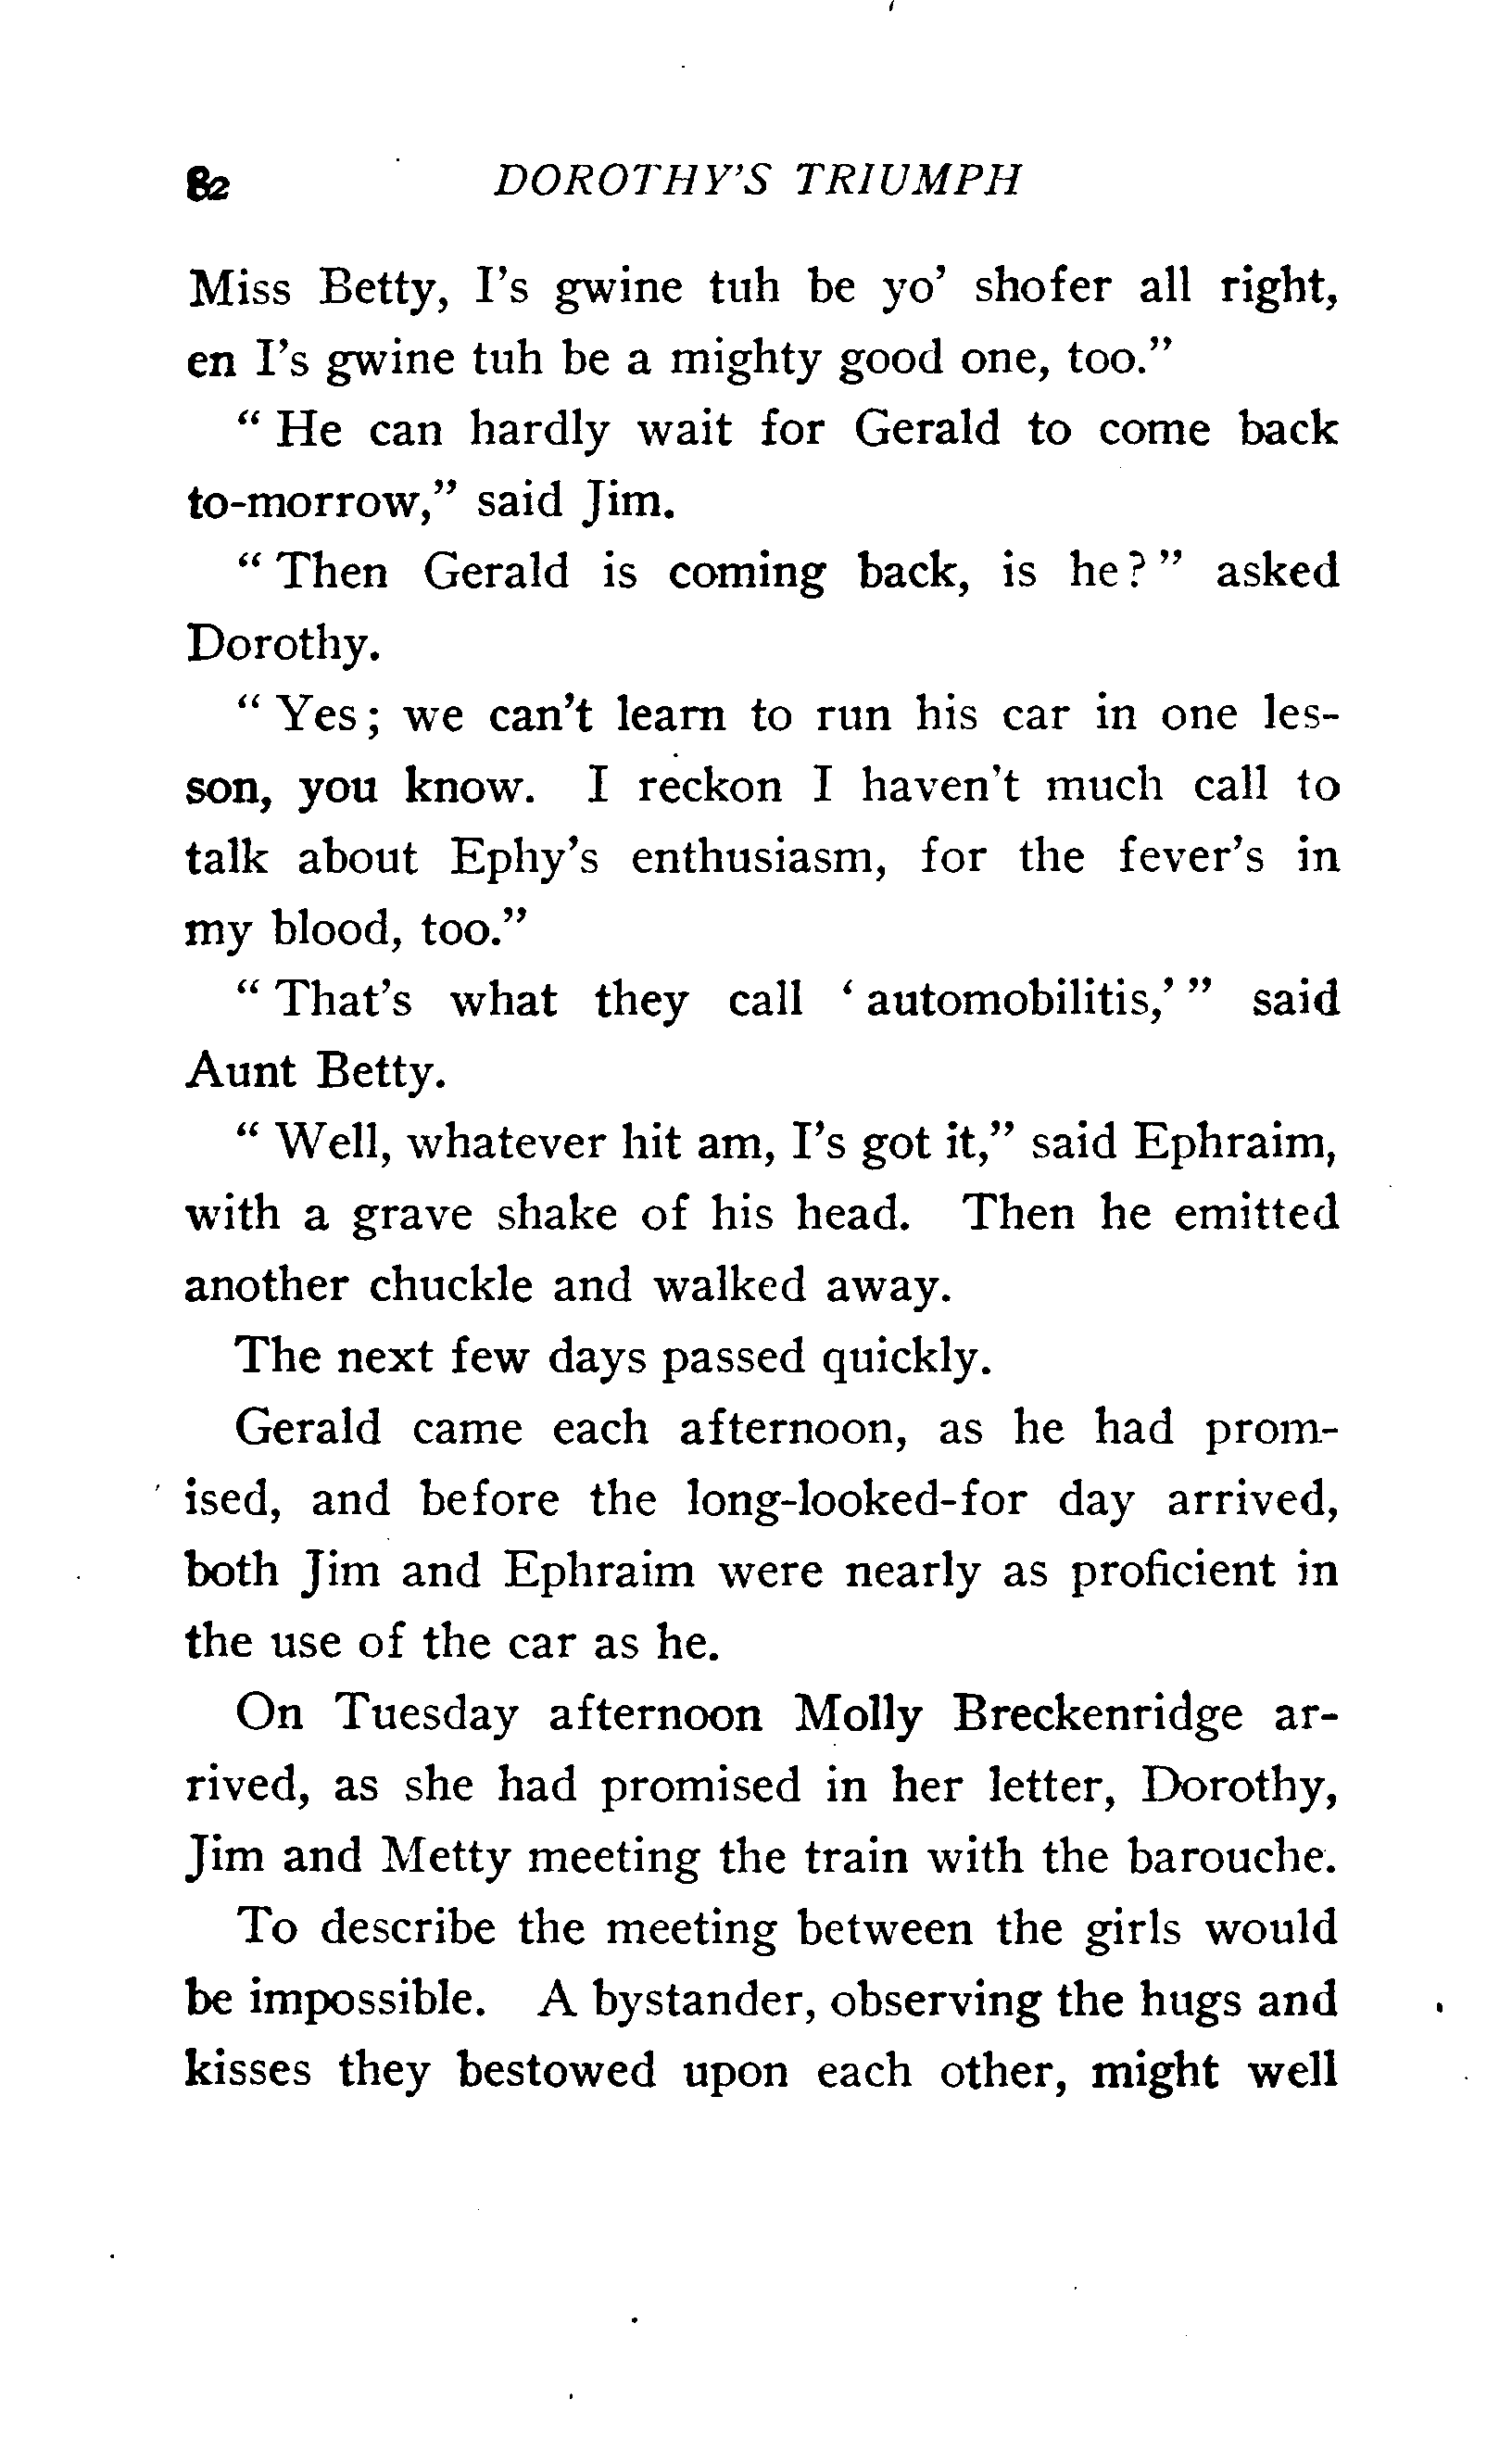 82 DOROTHY'S TRIUMPH
Miss Betty, I's gwine tuh be yo' shofer all right,
en I's gwine tuh be a mighty good one, too."
" He can hardly wait for Gerald to come back
to-morrow," said Jim.
" Then Gerald is coming back, is he? " asked
Dorothy.
" Yes; we can't learn to run his car in one les-
son, you know. I reckon I haven't much call to
talk about Ephy's enthusiasm, for the fever's in
my blood, too."
" That's what they call ' automobilitis,' " said
Aunt Betty.
" Well, whatever hit am, I's got it," said Ephraim,
with a grave shake of his head. Then he emitted
another chuckle and walked away.
The next few days passed quickly.
Gerald came each afternoon, as he had prom-
ised, and before the long-looked-for day arrived,
both Jim and Ephraim were nearly as proficient in
the use of the car as he.
On Tuesday afternoon Molly Breckenridge ar-
rived, as she had promised in her letter, Dorothy,
Jim and Metty meeting the train with the barouche.
To describe the meeting between the girls would
be impossible. A bystander, observing the hugs and
kisses they bestowed upon each other, might well